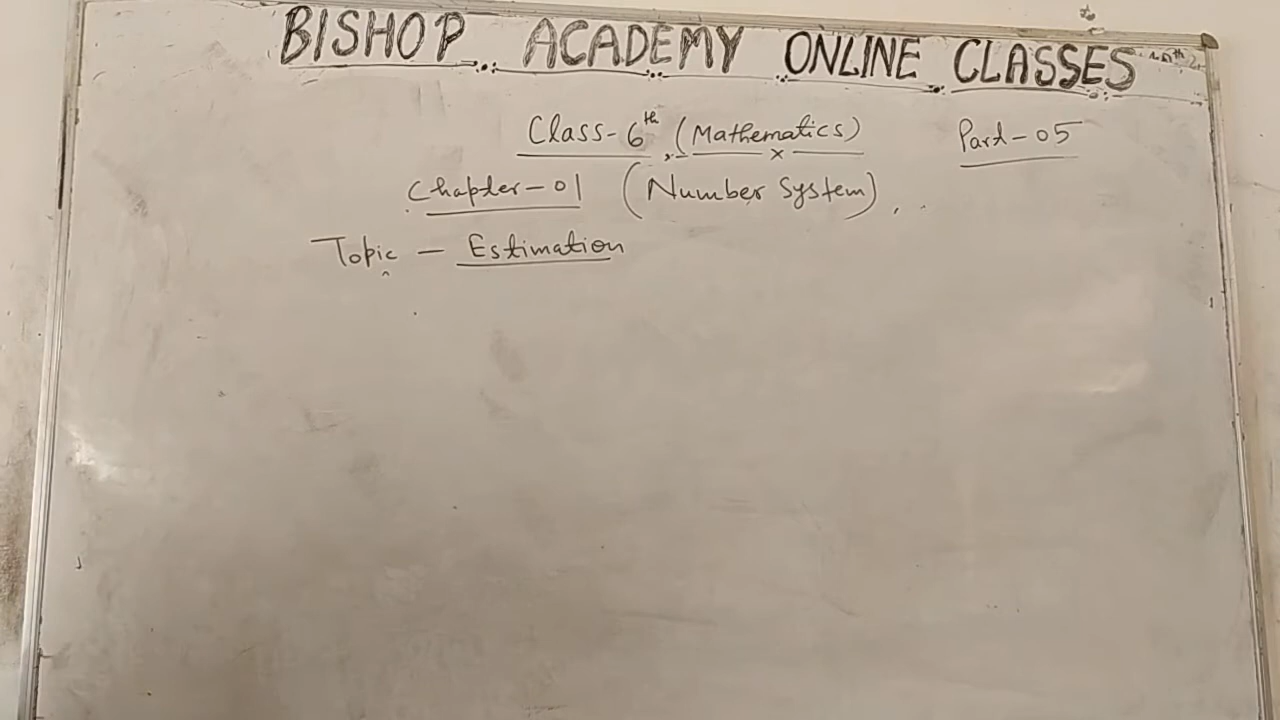 BISHOP ACADEMY ONLINE CLASSES
Class-6th (Mathematics) Part-05
Chapter-01 (Number System)
Topic - Estimation